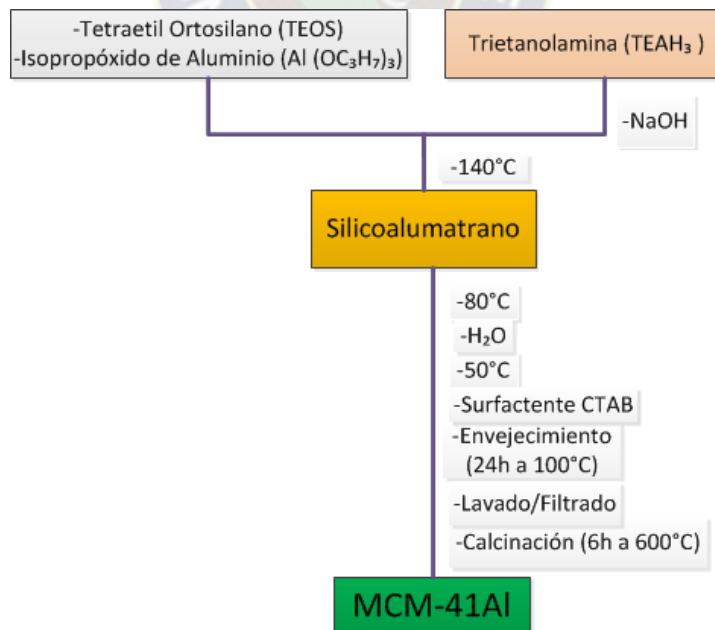 -Tetraetil Ortosilano (TEOS)
-Isopropóxido de Aluminio (Al (OC₃H₇)₃)
Trietanolamina (TEAH₃ )
-NaOH
-140°C
Silicoalumatrano
-80°C
-H₂O
-50°C
-Surfactente CTAB
-Envejecimiento
(24h a 100°C)
-Lavado/Filtrado
-Calcinación (6h a 600°C)
MCM-41Al